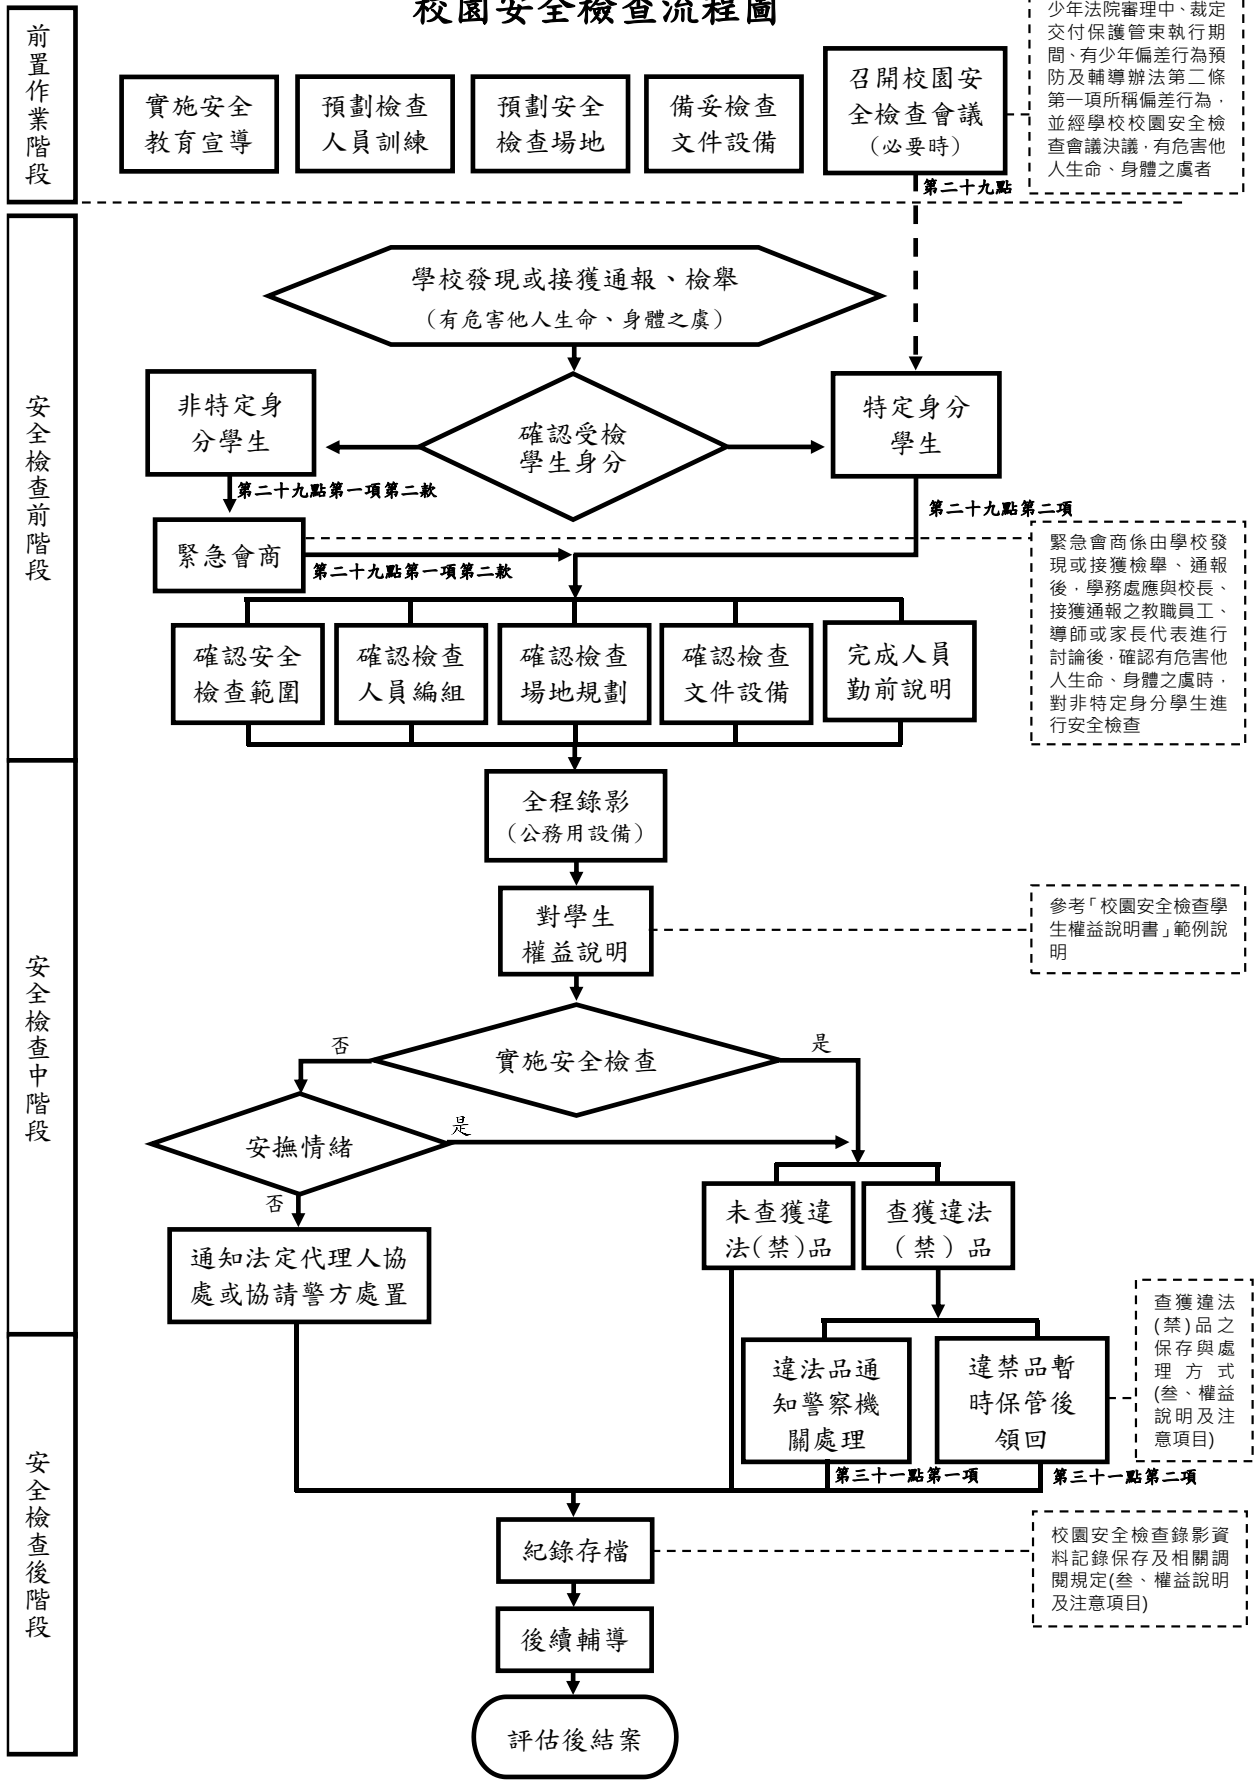 校園安全檢查流程圖
前置作業階段
實施安全
教育宣導
預劃檢查
人員訓練
預劃安全
檢查場地
備妥檢查
文件設備
召開校園安
全檢查會議
(必要時)
少年法院審理中、裁定
交付保護管束執行期
間、有少年偏差行為預
防及輔導辦法第二條
第一項所稱偏差行為，
並經學校校園安全檢
查會議決議，有危害他
人生命、身體之虞者
第二十九點
安全檢查前階段
學校發現或接獲通報、檢舉
(有危害他人生命、身體之虞)
非特定身
分學生
確認受檢
學生身分
特定身分
學生
第二十九點第一項第二款
第二十九點第二項
緊急會商
第二十九點第一項第二款
緊急會商係由學校發
現或接獲檢舉、通報
後，學務處應與校長、
接獲通報之教職員工、
導師或家長代表進行
討論後，確認有危害他
人生命、身體之虞時，
對非特定身分學生進
行安全檢查
確認安全
檢查範圍
確認檢查
人員編組
確認檢查
場地規劃
確認檢查
文件設備
完成人員
勤前說明
安全檢查中階段
全程錄影
(公務用設備)
對學生
權益說明
參考「校園安全檢查學
生權益說明書」範例說
明
實施安全檢查
否
是
安撫情緒
是
否
通知法定代理人協
處或協請警方處置
未查獲違
法(禁)品
查獲違法
(禁)品
安全檢查後階段
違法品通
知警察機
關處理
違禁品暫
時保管後
領回
查獲違法
(禁)品之
保存與處
理方式
(叁、權益
說明及注
意項目)
第三十一點第一項
第三十一點第二項
紀錄存檔
校園安全檢查錄影資
料記錄保存及相關調
閱規定(叁、權益說明
及注意項目)
後續輔導
評估後結案